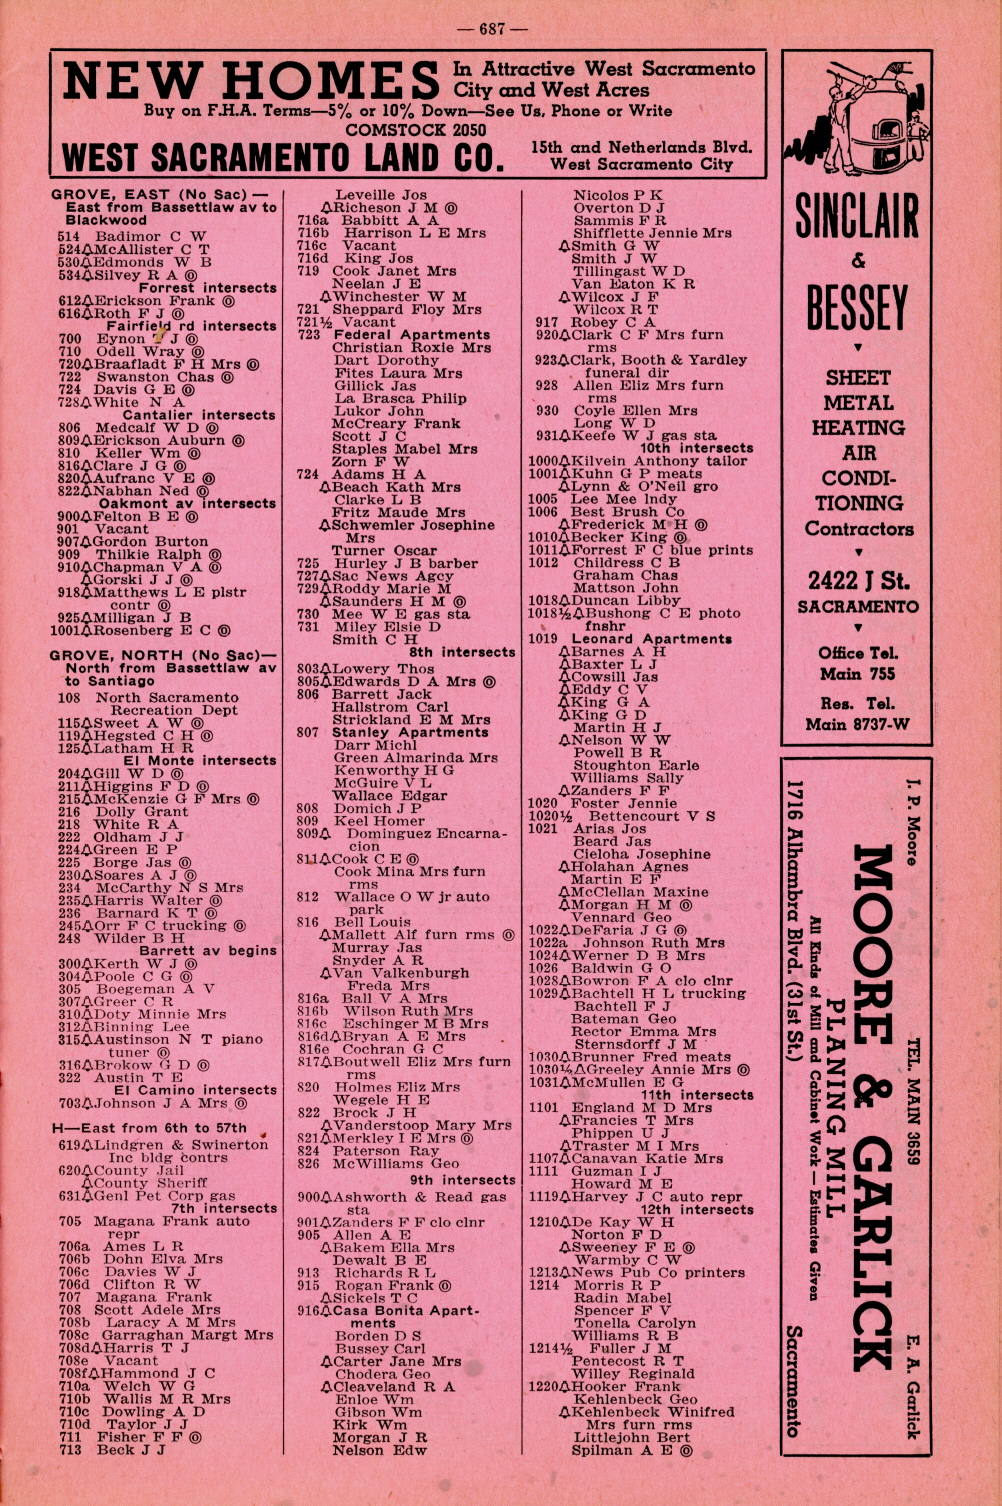 — 687 —
NEW HOMES In Attractive West Sacramento
City and West Acres
Buy on F.H.A. Terms—5% or 10% Down—See Us, Phone or Write
COMSTOCK 2050
WEST SACRAMENTO LAND CO.
15th and Netherlands Blvd.
West Sacramento City
GROVE, EAST (No Sac) —
East from Bassettlaw av to
Blackwood
514 Badimor C W
524△McAllister C T
530△Edmonds W B
534△Silvey R A ⓞ
Forrest intersects
612△Erickson Frank ⓞ
616△Roth F J ⓞ
Fairfield rd intersects
700 Eynon T J ⓞ
710 Odell Wray ⓞ
720△Braafladt F H Mrs ⓞ
722 Swanston Chas ⓞ
724 Davis G E ⓞ
728△White N A
Cantalier intersects
806 Medcalf W D ⓞ
809△Erickson Auburn ⓞ
810 Keller Wm ⓞ
816△Clare J G ⓞ
820△Aufranc V E ⓞ
822△Nabhan Ned ⓞ
Oakmont av intersects
900△Felton B E ⓞ
901 Vacant
907△Gordon Burton
909 Thilkie Ralph ⓞ
910△Chapman V A ⓞ
△Gorski J J ⓞ
918△Matthews L E plstr
contr ⓞ
925△Milligan J B
1001△Rosenberg E C ⓞ
GROVE, NORTH (No Sac)—
North from Bassettlaw av
to Santiago
108 North Sacramento
Recreation Dept
115△Sweet A W ⓞ
119△Hegsted C H ⓞ
125△Latham H R
El Monte intersects
204△Gill W D ⓞ
211△Higgins F D ⓞ
215△McKenzie G F Mrs ⓞ
216 Dolly Grant
218 White R A
222 Oldham J J
224△Green E P
225 Borge Jas ⓞ
230△Soares A J ⓞ
234 McCarthy N S Mrs
235△Harris Walter ⓞ
236 Barnard K T ⓞ
245△Orr F C trucking ⓞ
248 Wilder B H
Barrett av begins
300△Kerth W J ⓞ
304△Poole C G ⓞ
305 Boegeman A V
307△Greer C R
310△Doty Minnie Mrs
312△Binning Lee
315△Austinson N T piano
tuner ⓞ
316△Brokow G D ⓞ
322 Austin T E
El Camino intersects
703△Johnson J A Mrs ⓞ
H—East from 6th to 57th
619△Lindgren & Swinerton
Inc bldg contrs
620△County Jail
△County Sheriff
631△Genl Pet Corp gas
7th intersects
705 Magana Frank auto
repr
706a Ames L R
706b Dohn Elva Mrs
706c Davies W J
706d Clifton R W
707 Magana Frank
708 Scott Adele Mrs
708b Laracy A M Mrs
708c Garraghan Margt Mrs
708d△Harris T J
708e Vacant
708f△Hammond J C
710a Welch W G
710b Wallis M R Mrs
710c Dowling A D
710d Taylor J J
711 Fisher F F ⓞ
713 Beck J J
Leveille Jos
△Richeson J M ⓞ
716a Babbitt A A
716b Harrison L E Mrs
716c Vacant
716d King Jos
719 Cook Janet Mrs
Neelan J E
△Winchester W M
721 Sheppard Floy Mrs
721½ Vacant
723 Federal Apartments
Christian Roxie Mrs
Dart Dorothy
Fites Laura Mrs
Gillick Jas
La Brasca Philip
Lukor John
McCreary Frank
Scott J C
Staples Mabel Mrs
Zorn F W
724 Adams H A
△Beach Kath Mrs
Clarke L B
Fritz Maude Mrs
△Schwemler Josephine
Mrs
Turner Oscar
725 Hurley J B barber
727△Sac News Agcy
729△Roddy Marie M
△Saunders H M ⓞ
730 Mee W E gas sta
731 Miley Elsie D
Smith C H
8th intersects
803△Lowery Thos
805△Edwards D A Mrs ⓞ
806 Barrett Jack
Hallstrom Carl
Strickland E M Mrs
807 Stanley Apartments
Darr Michl
Green Almarinda Mrs
Kenworthy H G
McGuire V L
Wallace Edgar
808 Domich J P
809 Keel Homer
809△ Dominguez Encarna-
cion
811△Cook C E ⓞ
Cook Mina Mrs furn
rms
812 Wallace O W jr auto
park
816 Bell Louis
△Mallett Alf furn rms ⓞ
Murray Jas
Snyder A R
△Van Valkenburgh
Freda Mrs
816a Ball V A Mrs
816b Wilson Ruth Mrs
816c Eschinger M B Mrs
816d△Bryan A E Mrs
816e Cochran G C
817△Boutwell Eliz Mrs furn
rms
820 Holmes Eliz Mrs
Wegele H E
822 Brock J H
△Vanderstoop Mary Mrs
821△Merkley I E Mrs ⓞ
824 Paterson Ray
826 McWilliams Geo
9th intersects
900△Ashworth & Read gas
sta
901△Zanders F F clo clnr
905 Allen A E
△Bakem Ella Mrs
Dewalt B E
913 Richards R L
915 Rogan Frank ⓞ
△Sickels T C
916△Casa Bonita Apart-
ments
Borden D S
Bussey Carl
△Carter Jane Mrs
Chodera Geo
△Cleaveland R A
Enloe Wm
Gibson Wm
Kirk Wm
Morgan J R
Nelson Edw
Nicolos P K
Overton D J
Sammis F R
Shifflette Jennie Mrs
△Smith G W
Smith J W
Tillingast W D
Van Eaton K R
△Wilcox J F
Wilcox R T
917 Robey C A
920△Clark C F Mrs furn
rms
923△Clark, Booth & Yardley
funeral dir
928 Allen Eliz Mrs furn
rms
930 Coyle Ellen Mrs
Long W D
931△Keefe W J gas sta
10th intersects
1000△Kilvein Anthony tailor
1001△Kuhn G P meats
△Lynn & O'Neil gro
1005 Lee Mee lndy
1006 Best Brush Co
△Frederick M H ⓞ
1010△Becker King ⓞ
1011△Forrest F C blue prints
1012 Childress C B
Graham Chas
Mattson John
1018△Duncan Libby
1018½△Bushong C E photo
fnshr
1019 Leonard Apartments
△Barnes A H
△Baxter L J
△Cowsill Jas
△Eddy C V
△King G A
△King G D
Martin H J
△Nelson W W
Powell B R
Stoughton Earle
Williams Sally
△Zanders F F
1020 Foster Jennie
1020½ Bettencourt V S
1021 Arias Jos
Beard Jas
Cieloha Josephine
△Holahan Agnes
Martin E F
△McClellan Maxine
△Morgan H M ⓞ
Vennard Geo
1022△DeFaria J G ⓞ
1022a Johnson Ruth Mrs
1024△Werner D B Mrs
1026 Baldwin G O
1028△Bowron F A clo clnr
1029△Bachtell H L trucking
Bachtell F J
Bateman Geo
Rector Emma Mrs
Sternsdorff J M
1030△Brunner Fred meats
1030¼△Greeley Annie Mrs ⓞ
1031△McMullen E G
11th intersects
1101 England M D Mrs
△Francies T Mrs
Phippen U J
△Traster M I Mrs
1107△Canavan Katie Mrs
1111 Guzman I J
Howard M E
1119△Harvey J C auto repr
12th intersects
1210△De Kay W H
Norton F D
△Sweeney F E ⓞ
Warmby C W
1213△News Pub Co printers
1214 Morris R P
Radin Mabel
Spencer F V
Tonella Carolyn
Williams R B
1214½ Fuller J M
Pentecost R T
Willey Reginald
1220△Hooker Frank
Kehlenbeck Geo
△Kehlenbeck Winifred
Mrs furn rms
Littlejohn Bert
Spilman A E ⓞ
SINCLAIR
&
BESSEY
SHEET
METAL
HEATING
AIR
CONDI-
TIONING
Contractors
2422 J St.
SACRAMENTO
Office Tel.
Main 755
Res. Tel.
Main 8737-W
J. P. Moore TEL. MAIN 3659 E. A. Garlick
MOORE & GARLICK
PLANING MILL
All Kinds of Mill and Cabinet Work — Estimates Given
1716 Alhambra Blvd. (31st St.) Sacramento